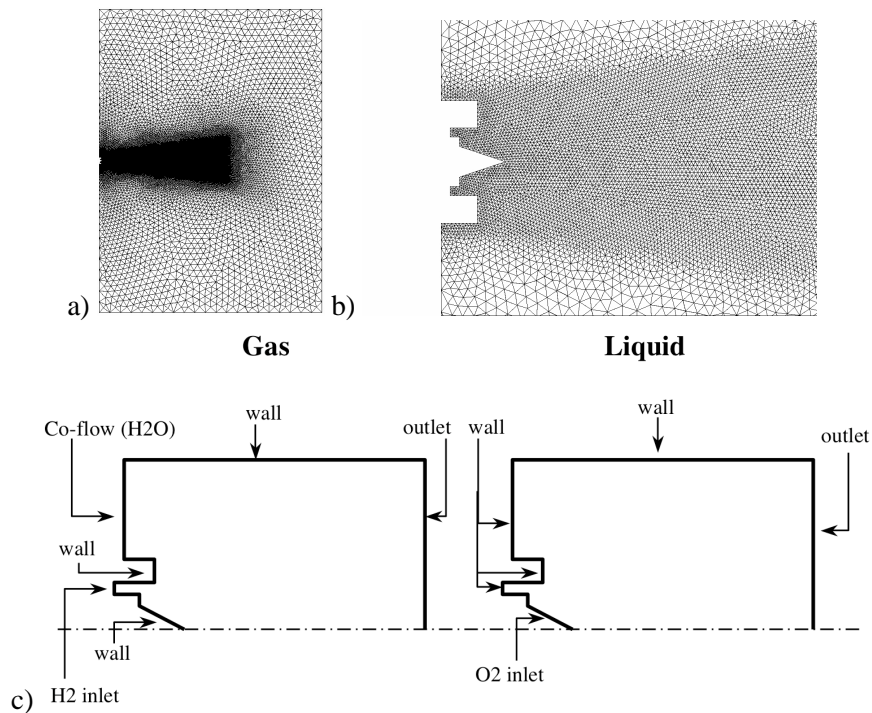 a)
b)
Gas
Liquid
wall
wall
Co-flow (H2O)
outlet
wall
outlet
wall
wall
H2 inlet
O2 inlet
c)